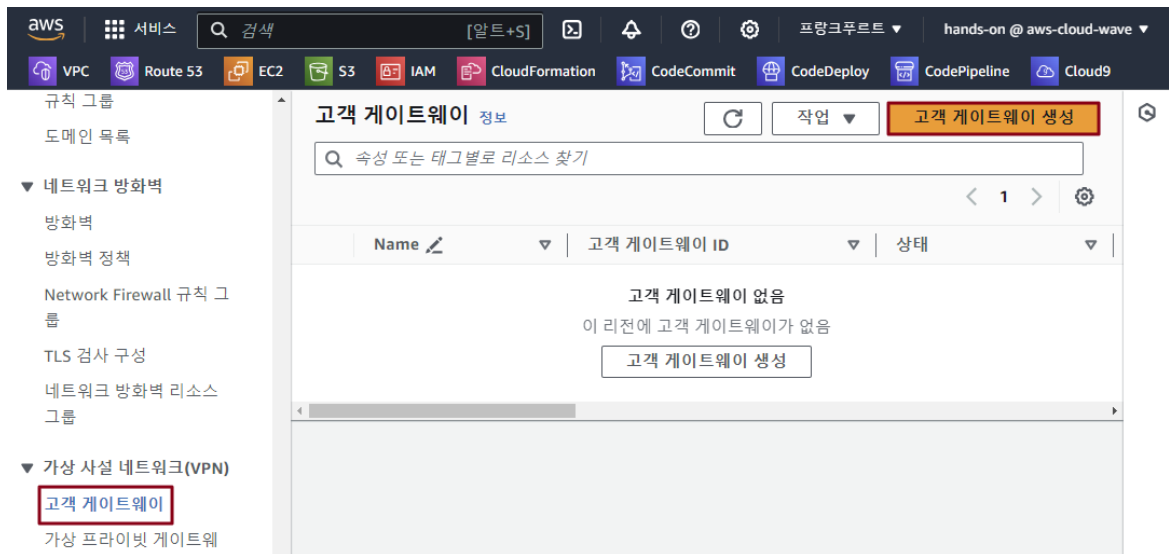 aws 서비스 검색 [알트+S] 프랑크푸르트 ▼ hands-on @ aws-cloud-wave ▼
VPC Route 53 EC2 S3 IAM CloudFormation CodeCommit CodeDeploy CodePipeline Cloud9
규칙 그룹
도메인 목록
▼ 네트워크 방화벽
방화벽
방화벽 정책
Network Firewall 규칙 그
룹
TLS 검사 구성
네트워크 방화벽 리소스
그룹
▼ 가상 사설 네트워크(VPN)
고객 게이트웨이
가상 프라이빗 게이트웨
고객 게이트웨이 정보 작업 ▼ 고객 게이트웨이 생성
속성 또는 태그별로 리소스 찾기
< 1 >
Name 고객 게이트웨이 ID 상태
고객 게이트웨이 없음
이 리전에 고객 게이트웨이가 없음
고객 게이트웨이 생성